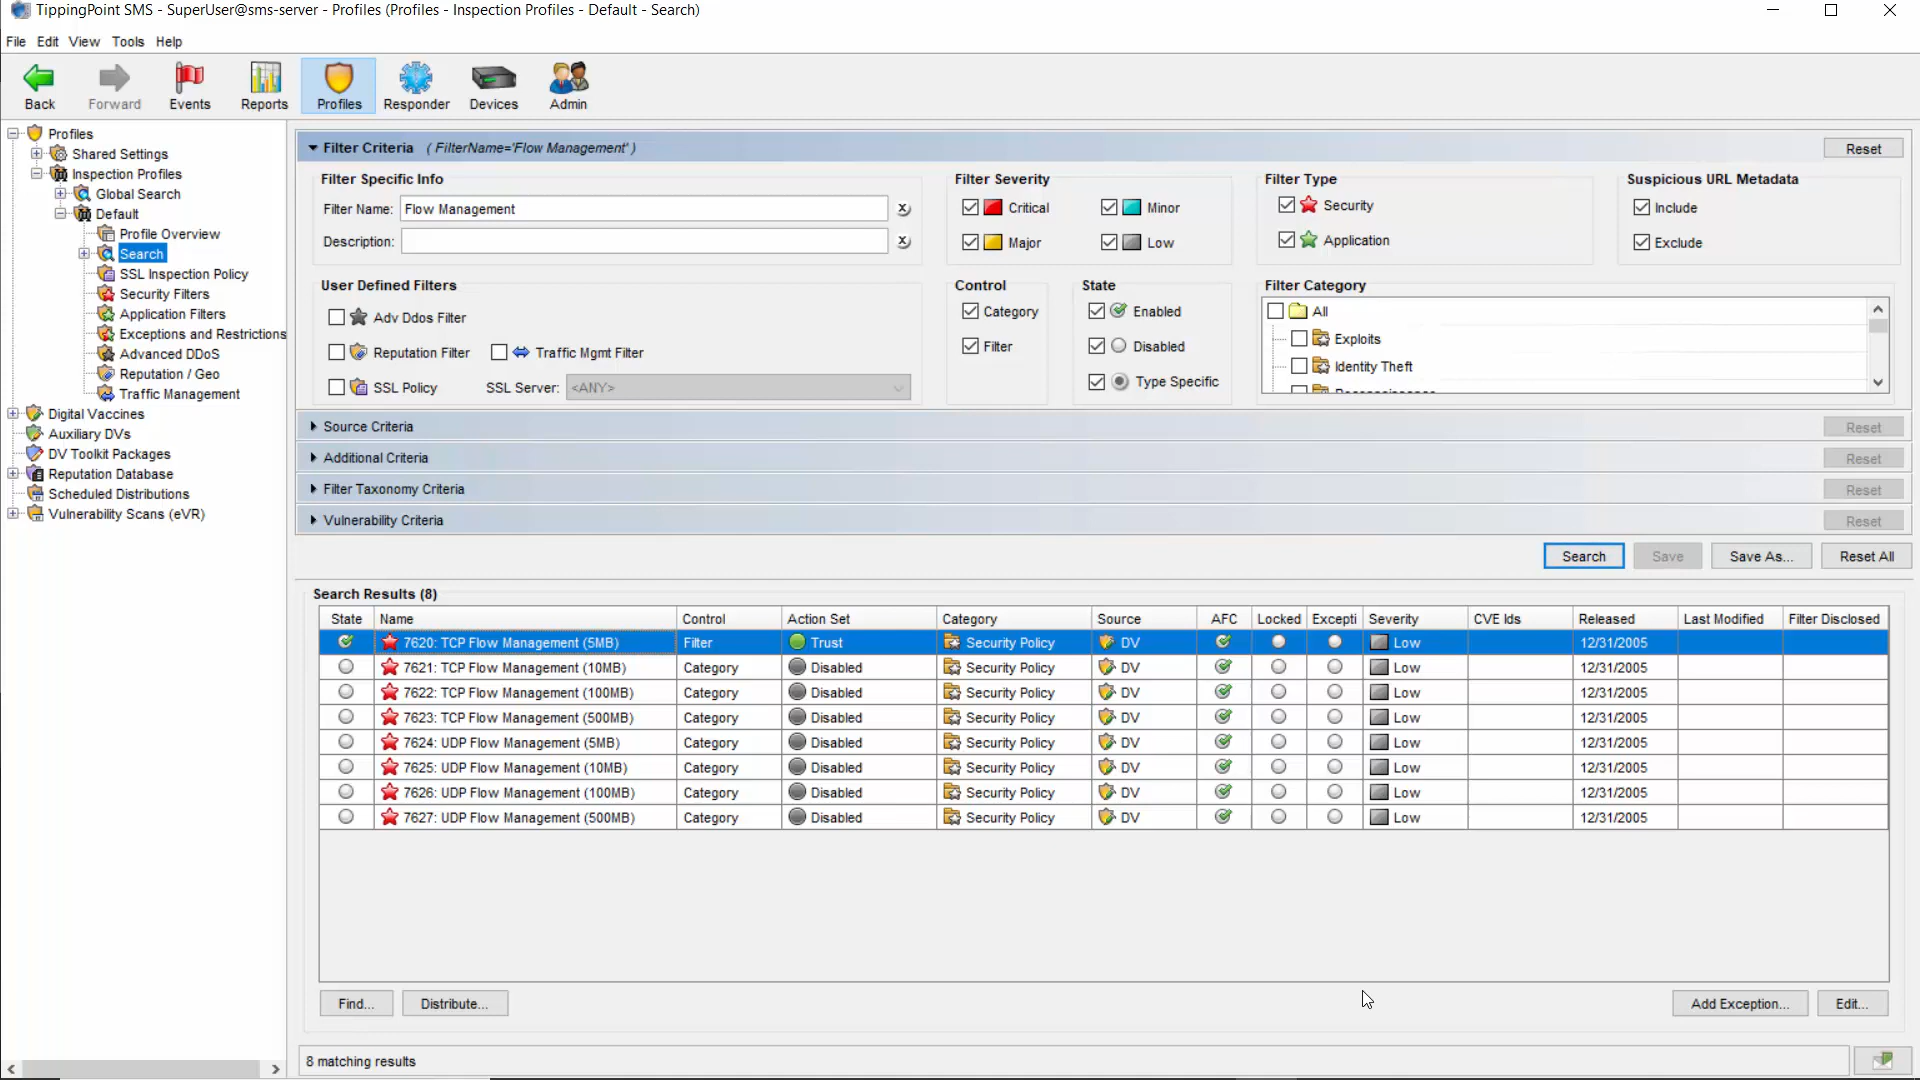 TippingPoint SMS - SuperUser@sms-server - Profiles (Profiles - Inspection Profiles - Default - Search)
File Edit View Tools Help
Back Forward Events Reports Profiles Responder Devices Admin
Profiles
Shared Settings
Inspection Profiles
Global Search
Default
Profile Overview
Search
SSL Inspection Policy
Security Filters
Application Filters
Exceptions and Restrictions
Advanced DDoS
Reputation / Geo
Traffic Management
Digital Vaccines
Auxiliary DVs
DV Toolkit Packages
Reputation Database
Scheduled Distributions
Vulnerability Scans (eVR)
Filter Criteria ( FilterName='Flow Management' ) Reset
Filter Specific Info
Filter Name: Flow Management
Description:
Filter Severity
Critical Minor
Major Low
Filter Type
Security
Application
Suspicious URL Metadata
Include
Exclude
User Defined Filters
Adv Ddos Filter
Reputation Filter Traffic Mgmt Filter
SSL Policy SSL Server: <ANY>
Control
Category
Filter
State
Enabled
Disabled
Type Specific
Filter Category
All
Exploits
Identity Theft
Source Criteria Reset
Additional Criteria Reset
Filter Taxonomy Criteria Reset
Vulnerability Criteria Reset
Search Save Save As... Reset All
Search Results (8)
State Name Control Action Set Category Source AFC Locked Excepti Severity CVE Ids Released Last Modified Filter Disclosed
7620: TCP Flow Management (5MB) Filter Trust Security Policy DV Low 12/31/2005
7621: TCP Flow Management (10MB) Category Disabled Security Policy DV Low 12/31/2005
7622: TCP Flow Management (100MB) Category Disabled Security Policy DV Low 12/31/2005
7623: TCP Flow Management (500MB) Category Disabled Security Policy DV Low 12/31/2005
7624: UDP Flow Management (5MB) Category Disabled Security Policy DV Low 12/31/2005
7625: UDP Flow Management (10MB) Category Disabled Security Policy DV Low 12/31/2005
7626: UDP Flow Management (100MB) Category Disabled Security Policy DV Low 12/31/2005
7627: UDP Flow Management (500MB) Category Disabled Security Policy DV Low 12/31/2005
Find... Distribute... Add Exception... Edit...
8 matching results